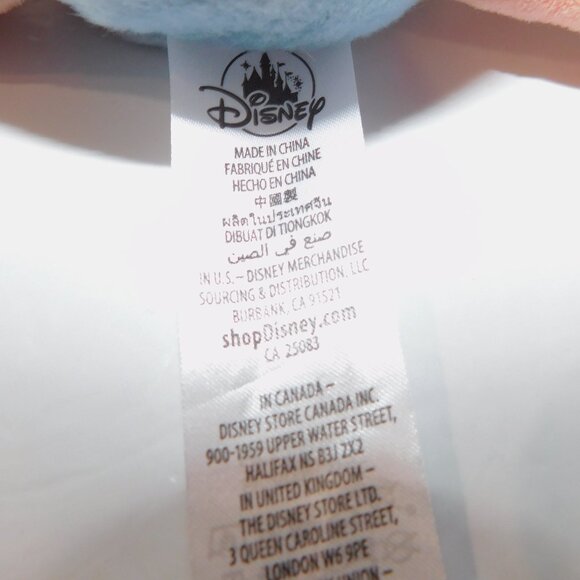 Disney
MADE IN CHINA
FABRIQUÉ EN CHINE
HECHO EN CHINA
中國製
ผลิตในประเทศจีน
DIBUAT DI TIONGKOK
صنع في الصين
IN U.S. – DISNEY MERCHANDISE
SOURCING & DISTRIBUTION, LLC
BURBANK, CA 91521
shopDisney.com
CA 25083
IN CANADA –
DISNEY STORE CANADA INC.
900-1959 UPPER WATER STREET,
HALIFAX NS B3J 2X2
IN UNITED KINGDOM –
THE DISNEY STORE LTD.
3 QUEEN CAROLINE STREET,
LONDON W6 9PE
UNION –